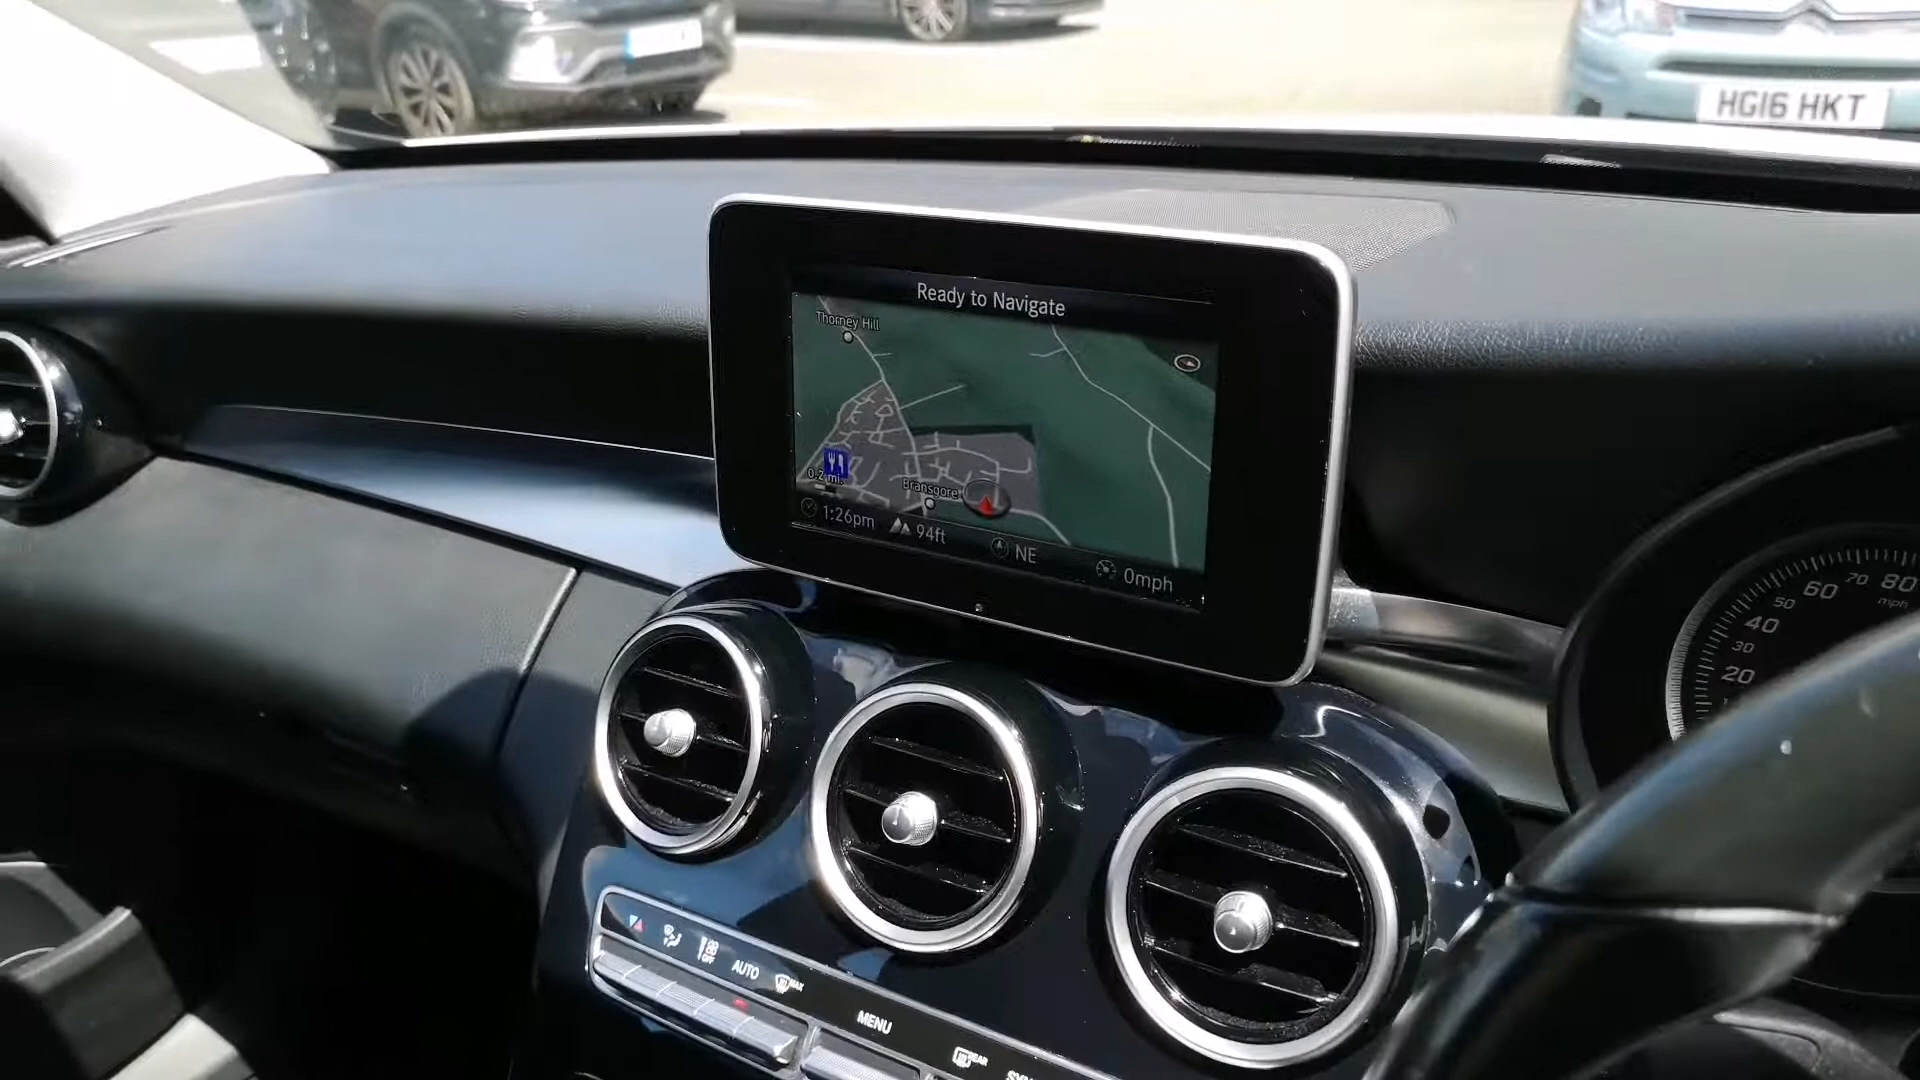 HG16 HKT
Ready to Navigate
Thorney Hill
0.2 mi.
Bransgore
1:26pm 94ft NE 0mph
80
70
60
mph
50
40
30
20
OFF
AUTO
MAX
MENU
REAR